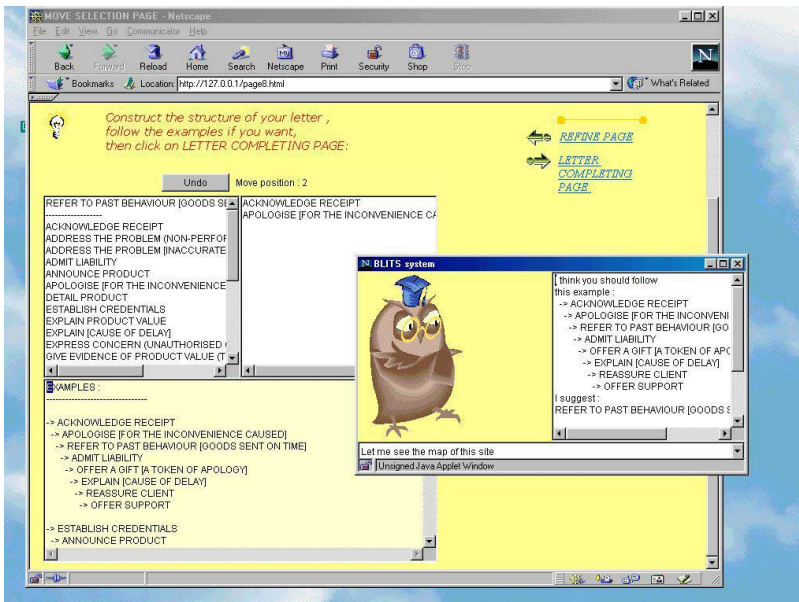 MOVE SELECTION PAGE - Netscape
File Edit View Go Communicator Help
Back Forward Reload Home Search Netscape Print Security Shop Stop
Bookmarks Location: http://127.0.0.1/page8.html What's Related
Construct the structure of your letter ,
follow the examples if you want,
then click on LETTER COMPLETING PAGE:
REFINE PAGE
LETTER
COMPLETING
PAGE
Undo Move position : 2
REFER TO PAST BEHAVIOUR [GOODS
-----------------
ACKNOWLEDGE RECEIPT
ADDRESS THE PROBLEM (NON-PERFOR
ADDRESS THE PROBLEM [INACCURATE
ADMIT LIABILITY
ANNOUNCE PRODUCT
APOLOGISE [FOR THE INCONVENIENCE
DETAIL PRODUCT
ESTABLISH CREDENTIALS
EXPLAIN PRODUCT VALUE
EXPLAIN [CAUSE OF DELAY]
EXPRESS CONCERN (UNAUTHORISED
GIVE EVIDENCE OF PRODUCT VALUE (T
ACKNOWLEDGE RECEIPT
APOLOGISE [FOR THE INCONVENIENCE CA
EXAMPLES :
------------------------------
-> ACKNOWLEDGE RECEIPT
-> APOLOGISE [FOR THE INCONVENIENCE CAUSED]
-> REFER TO PAST BEHAVIOUR [GOODS SENT ON TIME]
-> ADMIT LIABILITY
-> OFFER A GIFT [A TOKEN OF APOLOGY]
-> EXPLAIN [CAUSE OF DELAY]
-> REASSURE CLIENT
-> OFFER SUPPORT
-> ESTABLISH CREDENTIALS
-> ANNOUNCE PRODUCT
N BLITS system
I think you should follow
this example :
-> ACKNOWLEDGE RECEIPT
-> APOLOGISE [FOR THE INCONVENI
-> REFER TO PAST BEHAVIOUR [GO
-> ADMIT LIABILITY
-> OFFER A GIFT [A TOKEN OF APO
-> EXPLAIN [CAUSE OF DELAY]
-> REASSURE CLIENT
-> OFFER SUPPORT
I suggest :
REFER TO PAST BEHAVIOUR [GOODS
Let me see the map of this site
Unsigned Java Applet Window